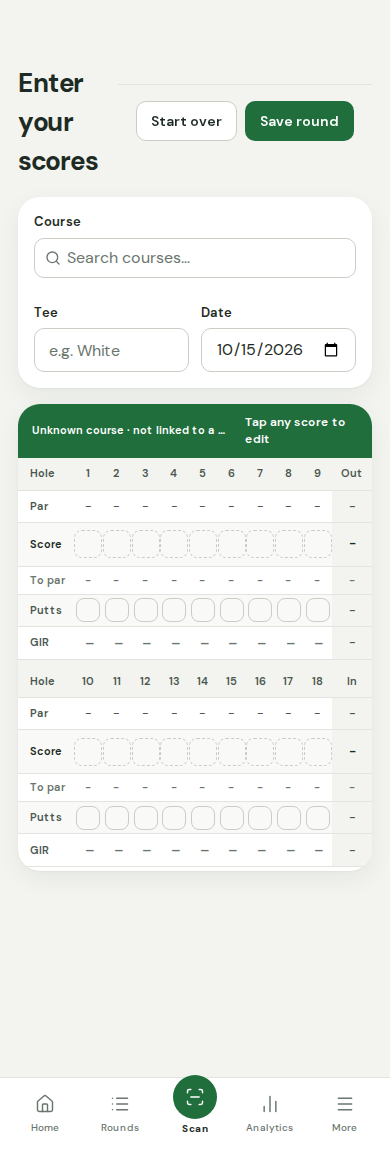 Enter
your
scores
Start over
Save round
Course
Search courses...
Tee
Date
e.g. White
10/15/2026
Unknown course · not linked to a ...
Tap any score to
edit
Hole 1 2 3 4 5 6 7 8 9 Out
Par – – – – – – – – – –
Score –
To par – – – – – – – – – –
Putts –
GIR — — — — — — — — — –
Hole 10 11 12 13 14 15 16 17 18 In
Par – – – – – – – – – –
Score –
To par – – – – – – – – – –
Putts –
GIR — — — — — — — — — –
Home Rounds Scan Analytics More